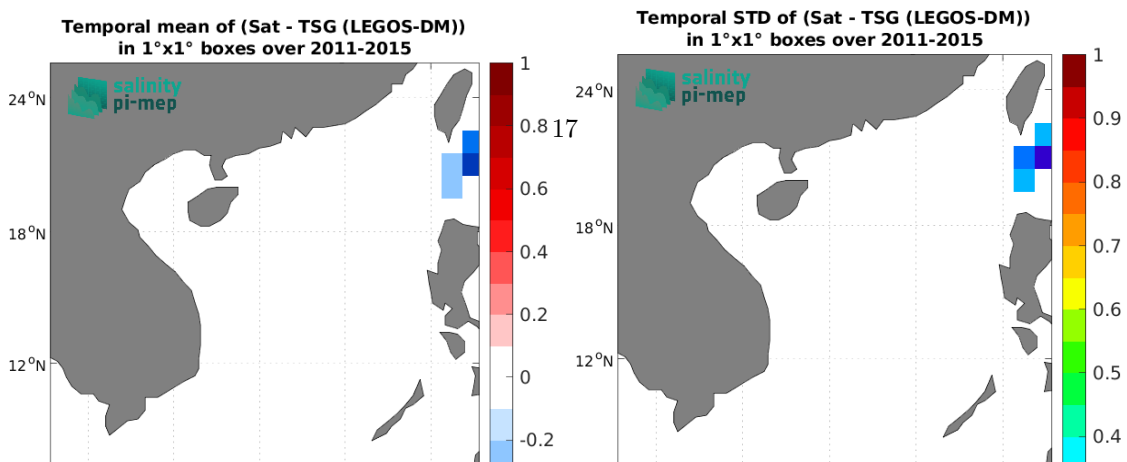 Temporal mean of (Sat - TSG (LEGOS-DM))
in 1°x1° boxes over 2011-2015
salinity
pi-mep
24°N
18°N
12°N
1
0.8
0.6
0.4
0.2
0
-0.2
17
Temporal STD of (Sat - TSG (LEGOS-DM))
in 1°x1° boxes over 2011-2015
salinity
pi-mep
24°N
18°N
12°N
1
0.9
0.8
0.7
0.6
0.5
0.4